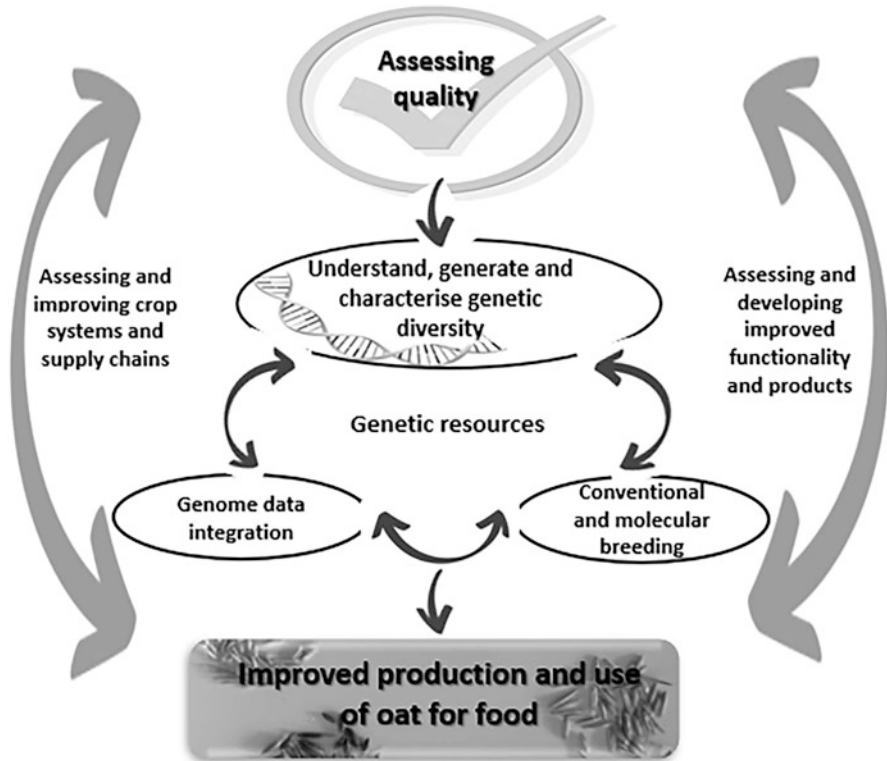 Assessing
quality
Understand, generate and
characterise genetic
diversity
Assessing and
improving crop
systems and
supply chains
Assessing and
developing
improved
functionality
and products
Genetic resources
Genome data
integration
Conventional
and molecular
breeding
Improved production and use
of oat for food